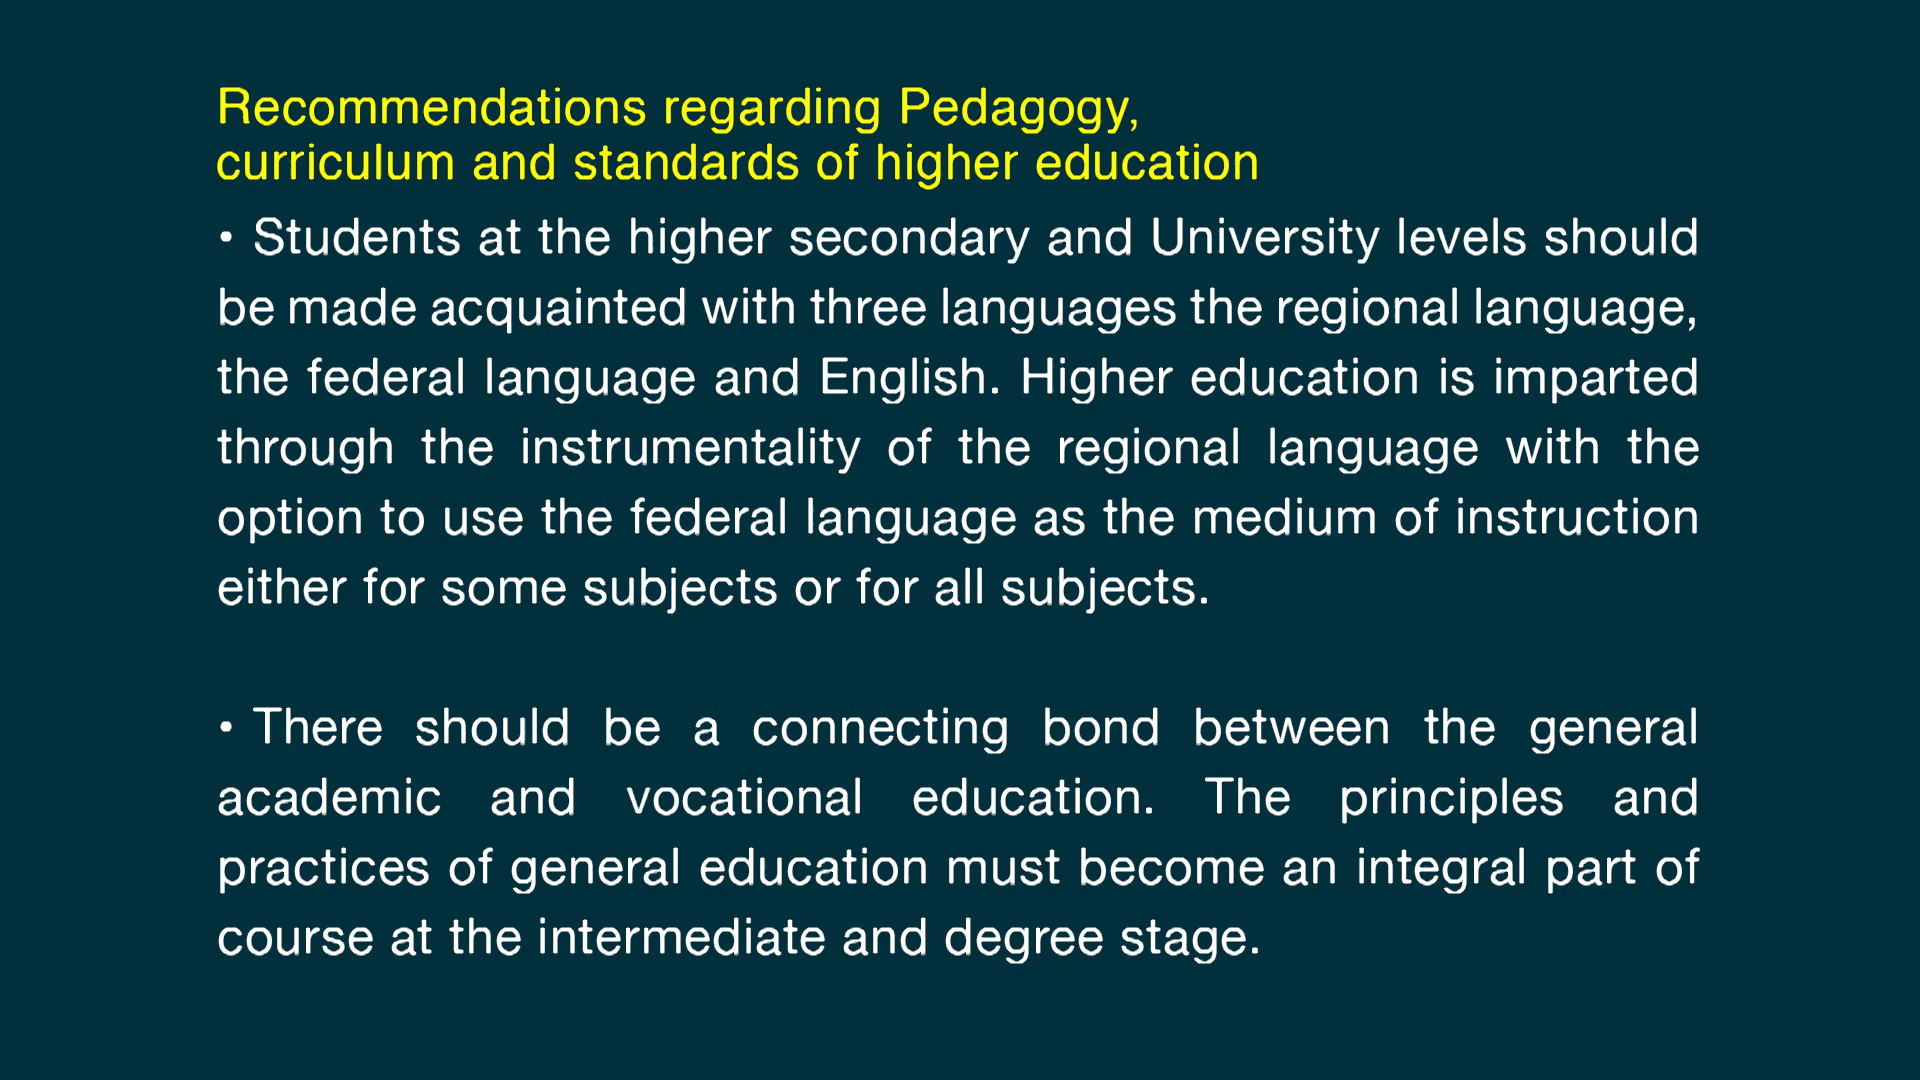 Recommendations regarding Pedagogy,
curriculum and standards of higher education
• Students at the higher secondary and University levels should
be made acquainted with three languages the regional language,
the federal language and English. Higher education is imparted
through the instrumentality of the regional language with the
option to use the federal language as the medium of instruction
either for some subjects or for all subjects.
• There should be a connecting bond between the general
academic and vocational education. The principles and
practices of general education must become an integral part of
course at the intermediate and degree stage.